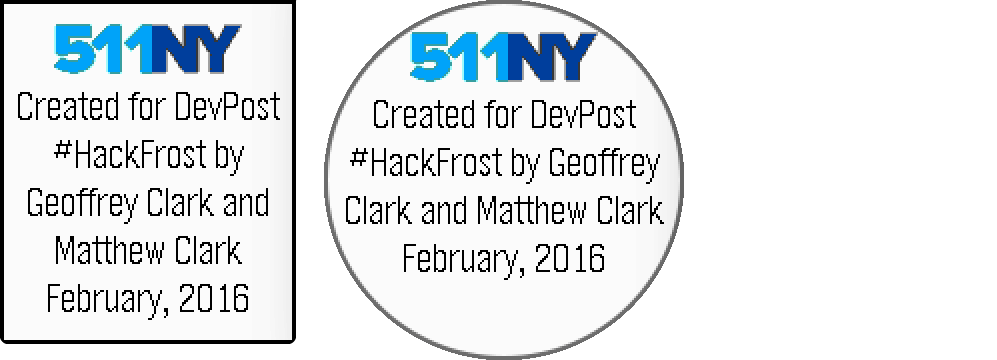 511NY
Created for DevPost
#HackFrost by
Geoffrey Clark and
Matthew Clark
February, 2016
511NY
Created for DevPost
#HackFrost by Geoffrey
Clark and Matthew Clark
February, 2016